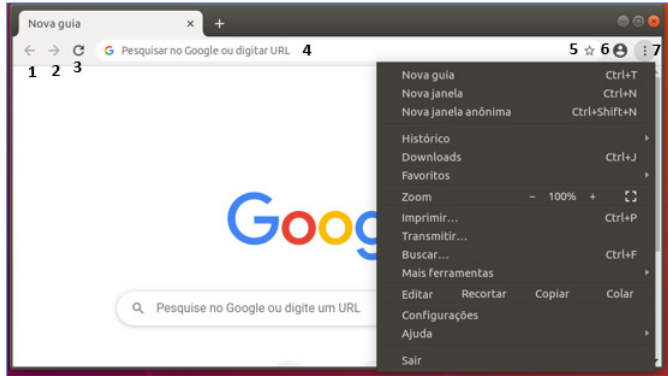 Nova guia
Pesquisar no Google ou digitar URL 4 5 6 7
1 2 3
Nova guia Ctrl+T
Nova janela Ctrl+N
Nova janela anônima Ctrl+Shift+N
Histórico
Downloads Ctrl+J
Favoritos
Zoom - 100% +
Imprimir... Ctrl+P
Transmitir...
Buscar... Ctrl+F
Mais ferramentas
Editar Recortar Copiar Colar
Configurações
Ajuda
Sair
Goog
Pesquise no Google ou digite um URL